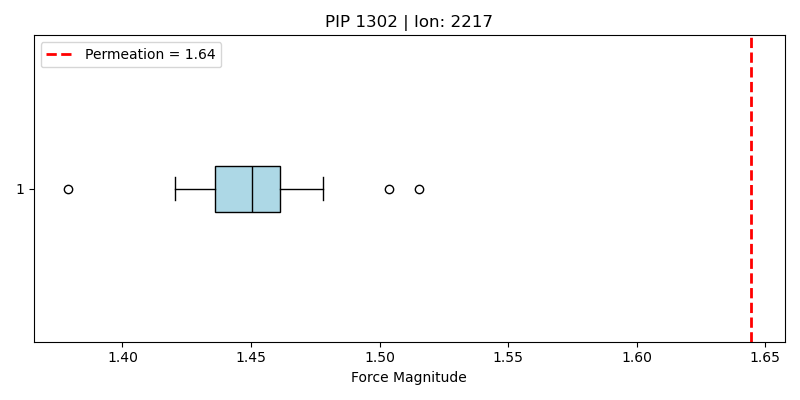 PIP 1302 | Ion: 2217
Permeation = 1.64
1
1.40 1.45 1.50 1.55 1.60 1.65
Force Magnitude